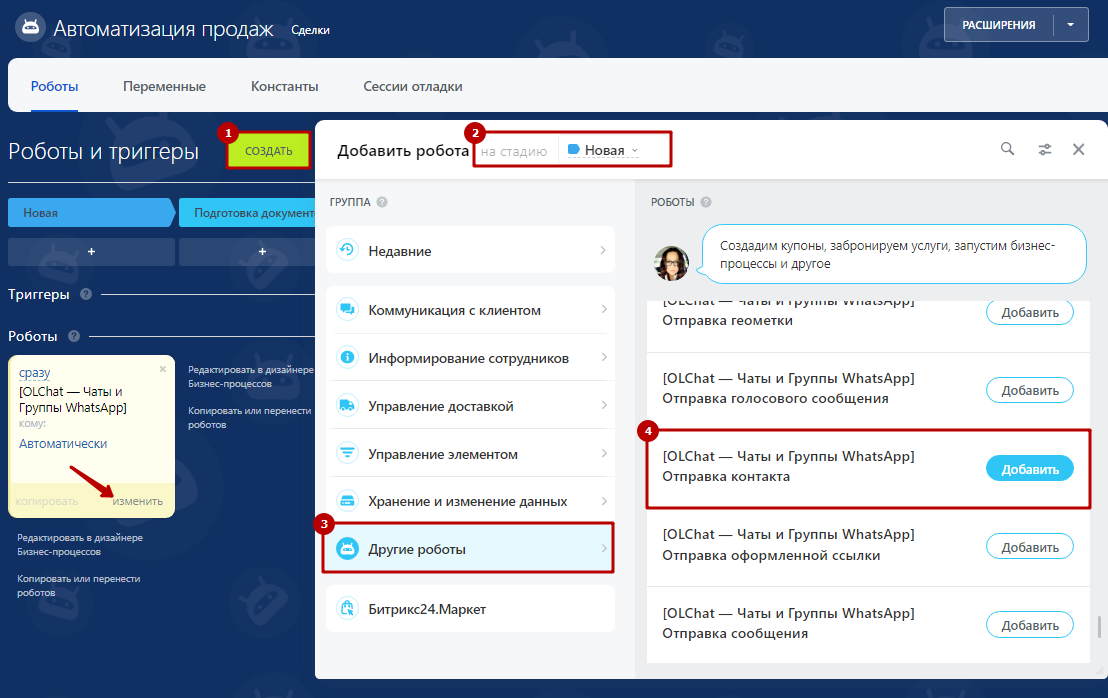 Автоматизация продаж
Сделки
РАСШИРЕНИЯ
Роботы
Переменные
Константы
Сессии отладки
Роботы и триггеры
1
СОЗДАТЬ
Новая
Подготовка документ
+
+
Триггеры ?
Роботы ?
сразу
[OLChat — Чаты и
Группы WhatsApp]
кому:
Автоматически
копировать
изменить
Редактировать в дизайнере
Бизнес-процессов
Копировать или перенести
роботов
Редактировать в дизайнере
Бизнес-процессов
Копировать или перенести
роботов
Добавить робота
2
на стадию
Новая
ГРУППА ?
Недавние
Коммуникация с клиентом
Информирование сотрудников
Управление доставкой
Управление элементом
Хранение и изменение данных
3
Другие роботы
Битрикс24.Маркет
РОБОТЫ ?
Создадим купоны, забронируем услуги, запустим бизнес-
процессы и другое
[OLChat — Чаты и Группы WhatsApp]
Отправка геометки
Добавить
[OLChat — Чаты и Группы WhatsApp]
Отправка голосового сообщения
Добавить
4
[OLChat — Чаты и Группы WhatsApp]
Отправка контакта
Добавить
[OLChat — Чаты и Группы WhatsApp]
Отправка оформленной ссылки
Добавить
[OLChat — Чаты и Группы WhatsApp]
Отправка сообщения
Добавить